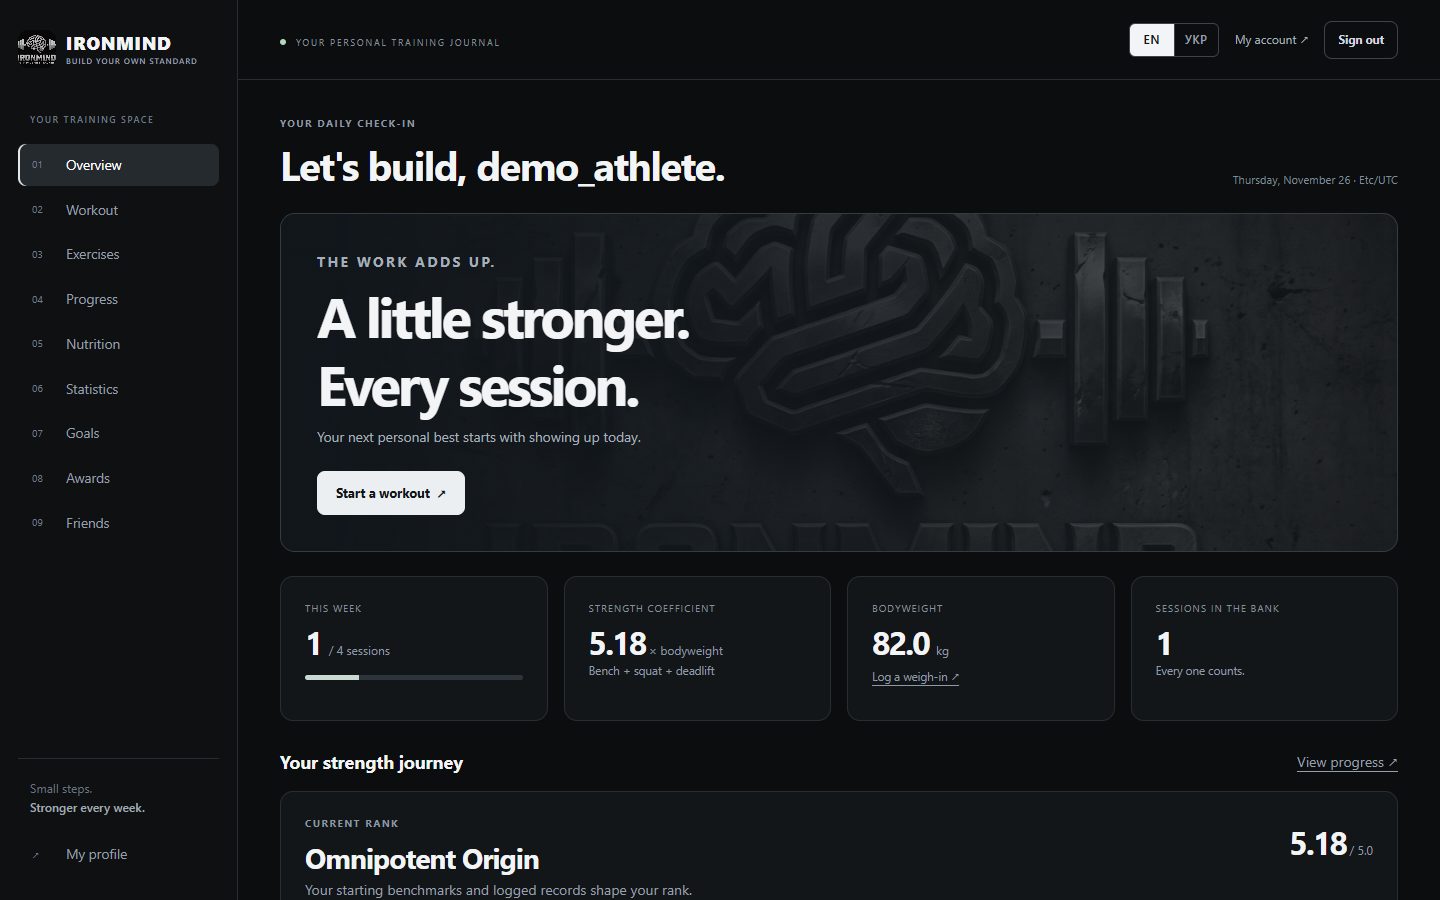 IRONMIND
BUILD YOUR OWN STANDARD
YOUR TRAINING SPACE
01 Overview
02 Workout
03 Exercises
04 Progress
05 Nutrition
06 Statistics
07 Goals
08 Awards
09 Friends
Small steps.
Stronger every week.
↗ My profile
YOUR PERSONAL TRAINING JOURNAL
EN УКР My account ↗ Sign out
YOUR DAILY CHECK-IN
Let's build, demo_athlete.
Thursday, November 26 · Etc/UTC
THE WORK ADDS UP.
A little stronger.
Every session.
Your next personal best starts with showing up today.
Start a workout ↗
IRONMIND
THIS WEEK
1 / 4 sessions
STRENGTH COEFFICIENT
5.18 × bodyweight
Bench + squat + deadlift
BODYWEIGHT
82.0 kg
Log a weigh-in ↗
SESSIONS IN THE BANK
1
Every one counts.
Your strength journey
View progress ↗
CURRENT RANK
Omnipotent Origin
5.18 / 5.0
Your starting benchmarks and logged records shape your rank.